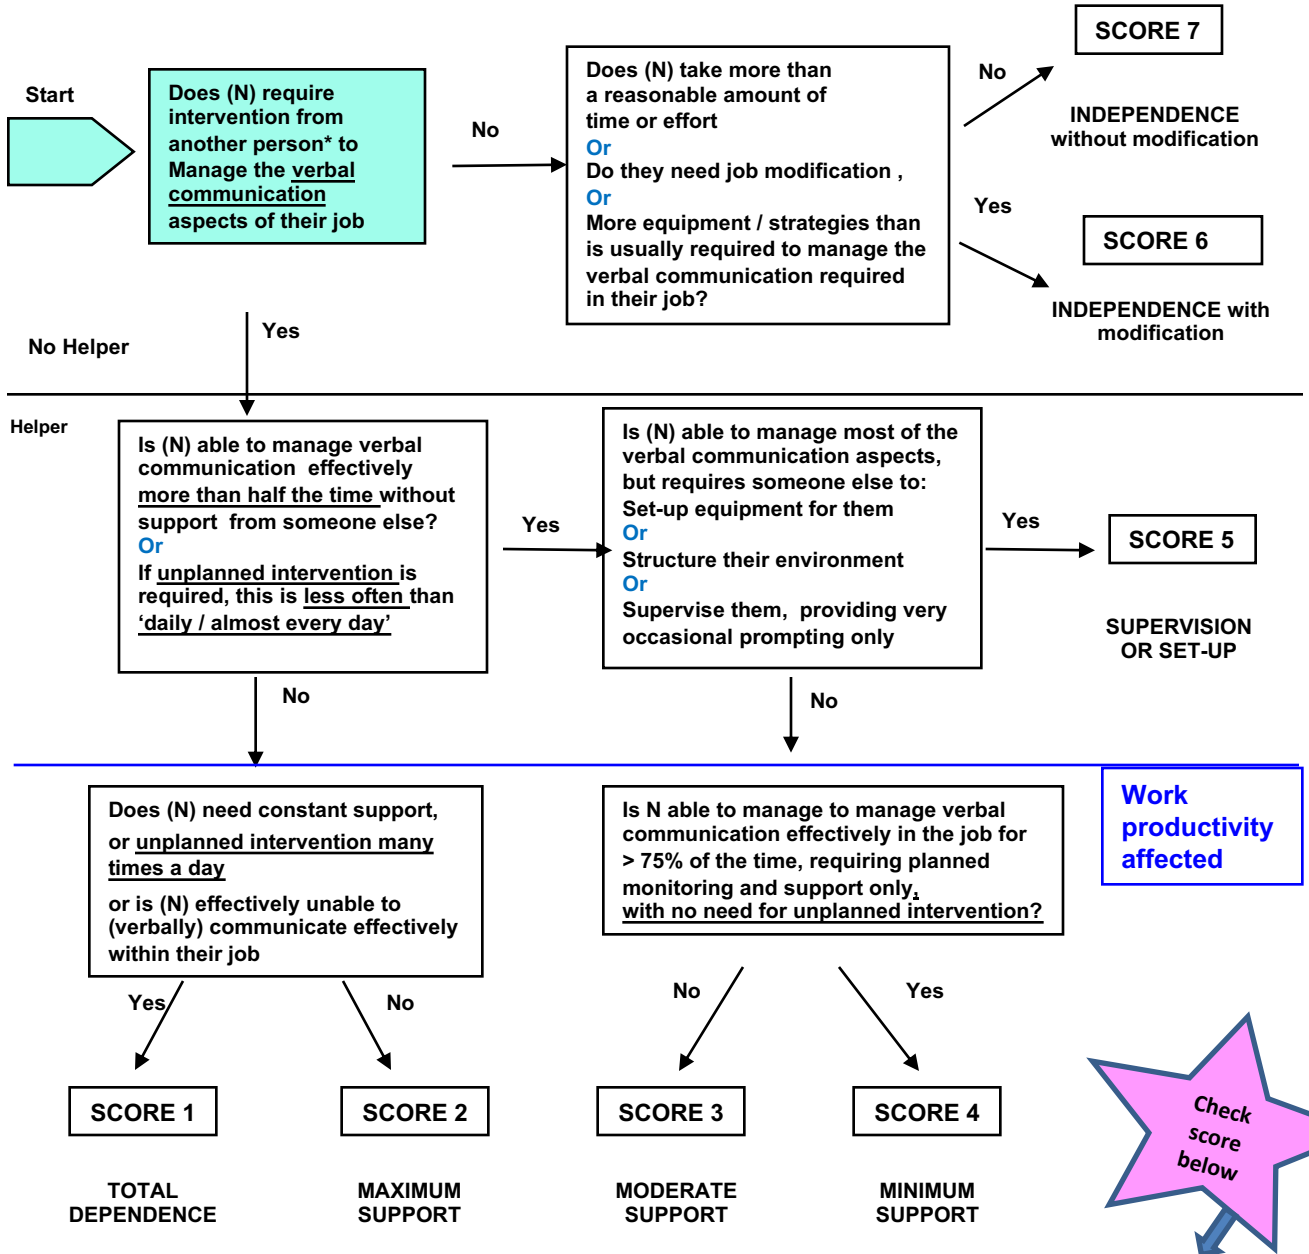 Start
Does (N) require
intervention from
another person* to
Manage the verbal
communication
aspects of their job
No
Does (N) take more than
a reasonable amount of
time or effort
Or
Do they need job modification ,
Or
More equipment / strategies than
is usually required to manage the
verbal communication required
in their job?
No
SCORE 7
INDEPENDENCE
without modification
Yes
SCORE 6
INDEPENDENCE with
modification
Yes
No Helper
Helper
Is (N) able to manage verbal
communication effectively
more than half the time without
support from someone else?
Or
If unplanned intervention is
required, this is less often than
‘daily / almost every day’
Yes
Is (N) able to manage most of the
verbal communication aspects,
but requires someone else to:
Set-up equipment for them
Or
Structure their environment
Or
Supervise them, providing very
occasional prompting only
Yes
SCORE 5
SUPERVISION
OR SET-UP
No
No
Work
productivity
affected
Does (N) need constant support,
or unplanned intervention many
times a day
or is (N) effectively unable to
(verbally) communicate effectively
within their job
Is N able to manage to manage verbal
communication effectively in the job for
> 75% of the time, requiring planned
monitoring and support only,
with no need for unplanned intervention?
Yes
No
No
Yes
SCORE 1
SCORE 2
SCORE 3
SCORE 4
TOTAL
DEPENDENCE
MAXIMUM
SUPPORT
MODERATE
SUPPORT
MINIMUM
SUPPORT
Check
score
below